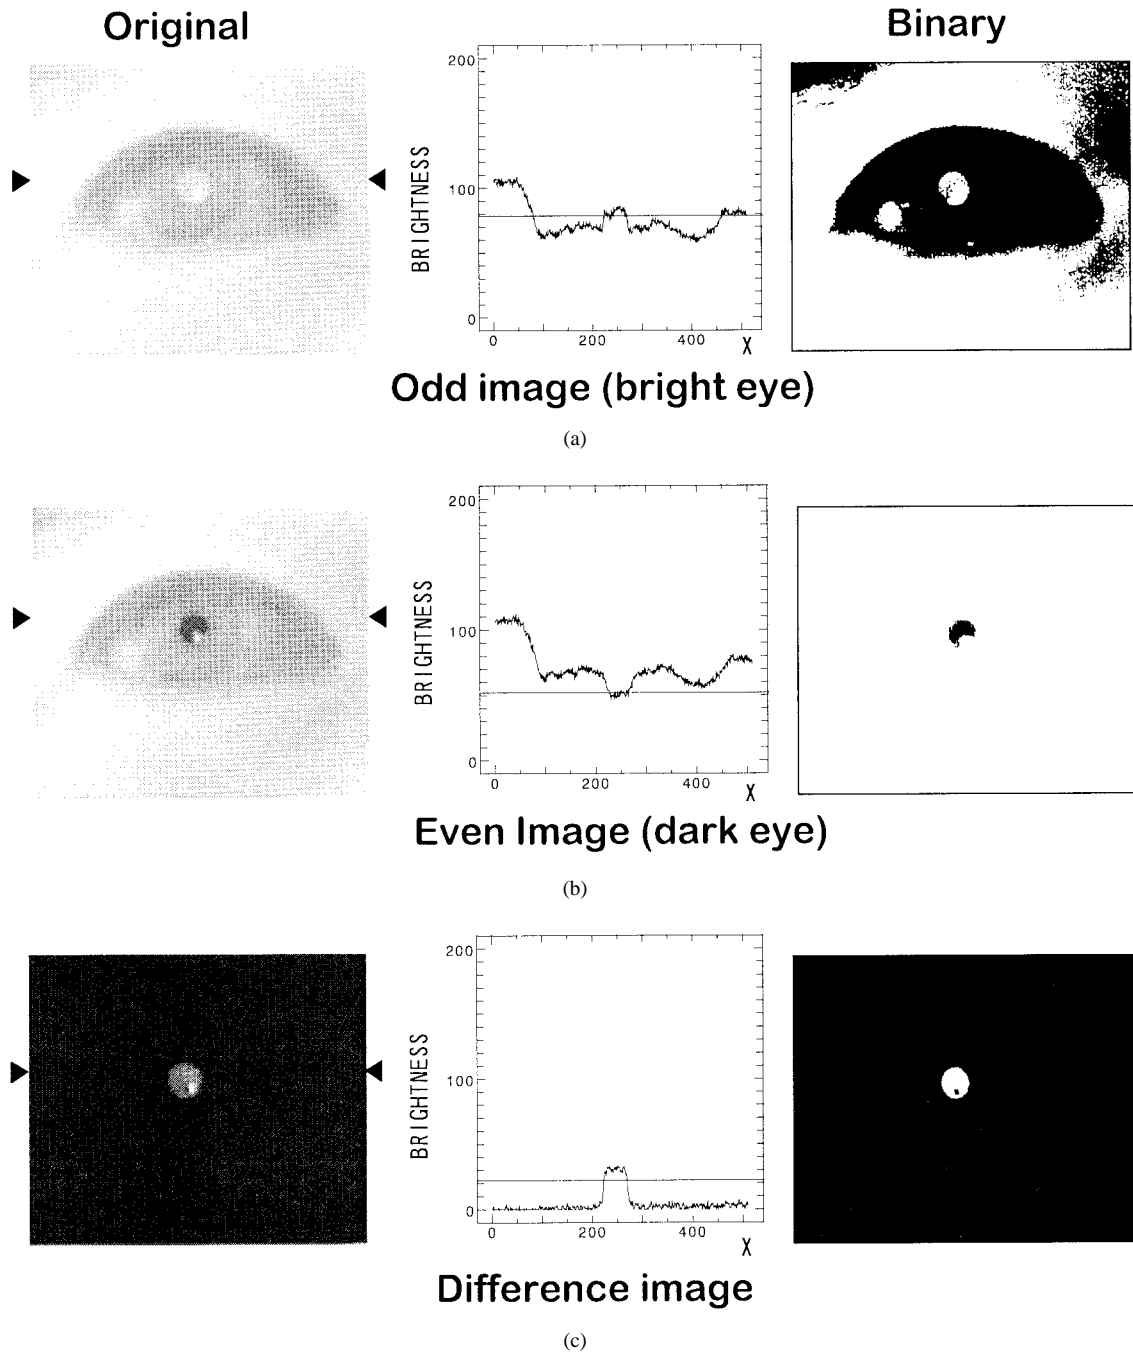 Original
Binary
200
100
0
BRIGHTNESS
0 200 400 X
Odd image (bright eye)
(a)
200
100
0
BRIGHTNESS
0 200 400 X
Even Image (dark eye)
(b)
200
100
0
BRIGHTNESS
0 200 400 X
Difference image
(c)